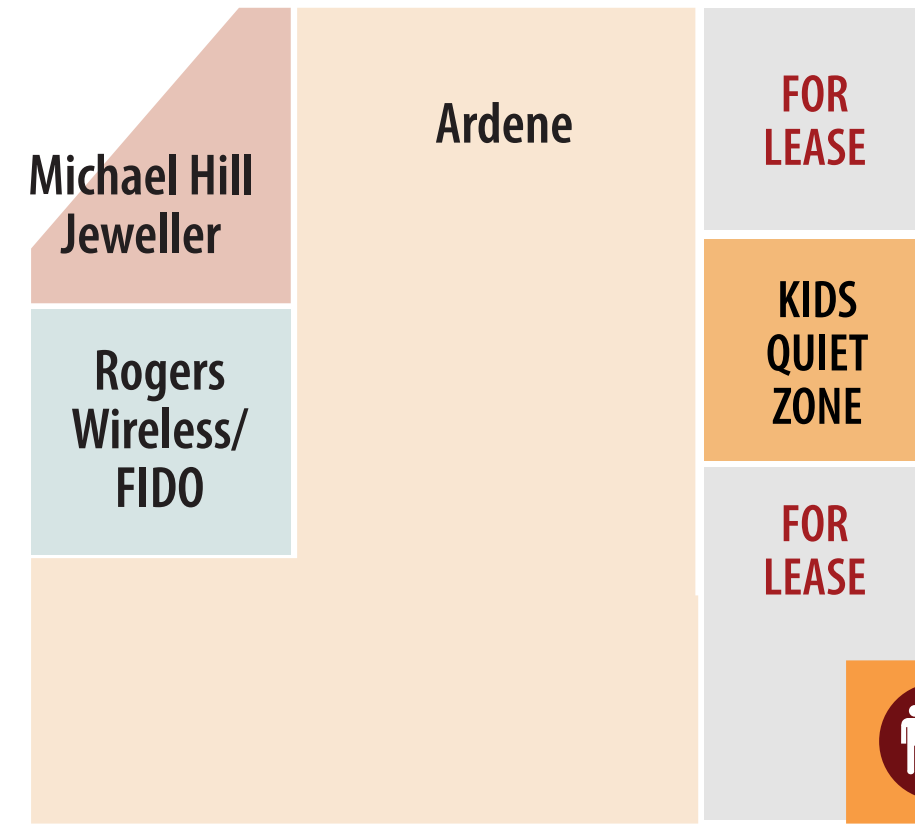 Michael Hill
Jeweller
Ardene
FOR
LEASE
Rogers
Wireless/
FIDO
KIDS
QUIET
ZONE
FOR
LEASE